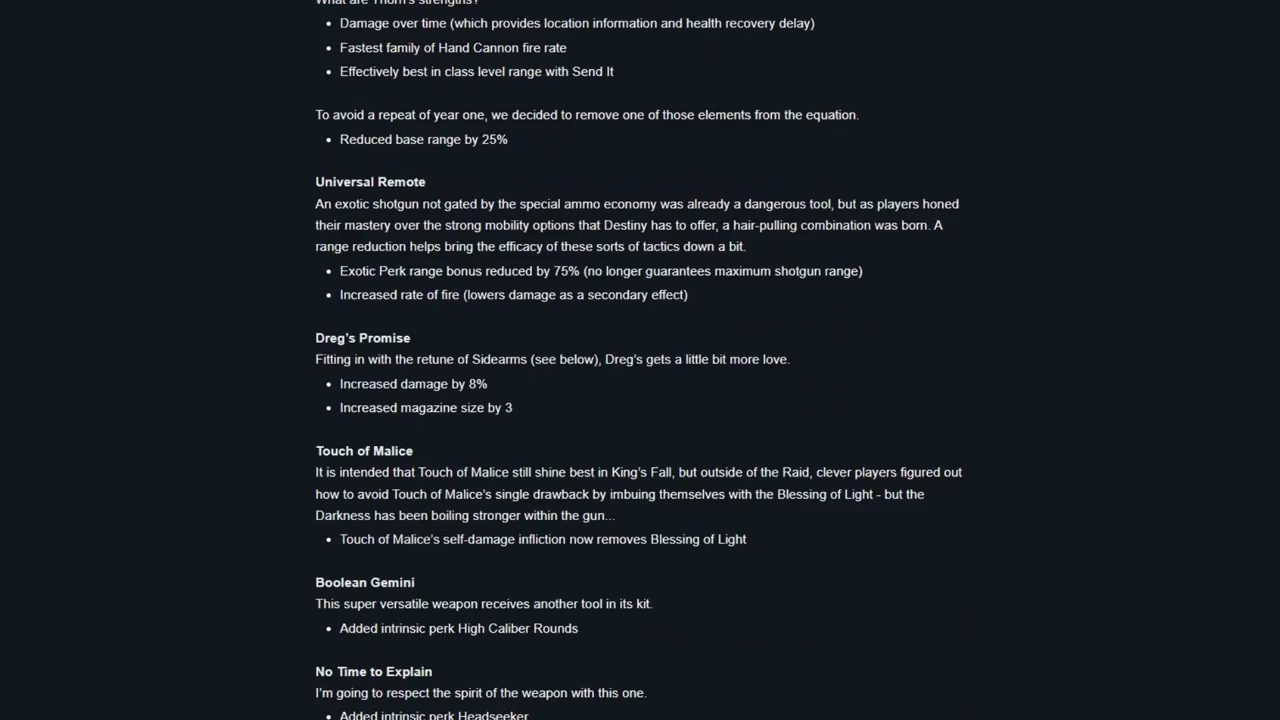 What are Thorn's strengths?
• Damage over time (which provides location information and health recovery delay)
• Fastest family of Hand Cannon fire rate
• Effectively best in class level range with Send It
To avoid a repeat of year one, we decided to remove one of those elements from the equation.
• Reduced base range by 25%
Universal Remote
An exotic shotgun not gated by the special ammo economy was already a dangerous tool, but as players honed
their mastery over the strong mobility options that Destiny has to offer, a hair-pulling combination was born. A
range reduction helps bring the efficacy of these sorts of tactics down a bit.
• Exotic Perk range bonus reduced by 75% (no longer guarantees maximum shotgun range)
• Increased rate of fire (lowers damage as a secondary effect)
Dreg's Promise
Fitting in with the retune of Sidearms (see below), Dreg's gets a little bit more love.
• Increased damage by 8%
• Increased magazine size by 3
Touch of Malice
It is intended that Touch of Malice still shine best in King's Fall, but outside of the Raid, clever players figured out
how to avoid Touch of Malice's single drawback by imbuing themselves with the Blessing of Light - but the
Darkness has been boiling stronger within the gun...
• Touch of Malice's self-damage infliction now removes Blessing of Light
Boolean Gemini
This super versatile weapon receives another tool in its kit.
• Added intrinsic perk High Caliber Rounds
No Time to Explain
I'm going to respect the spirit of the weapon with this one.
• Added intrinsic perk Headseeker